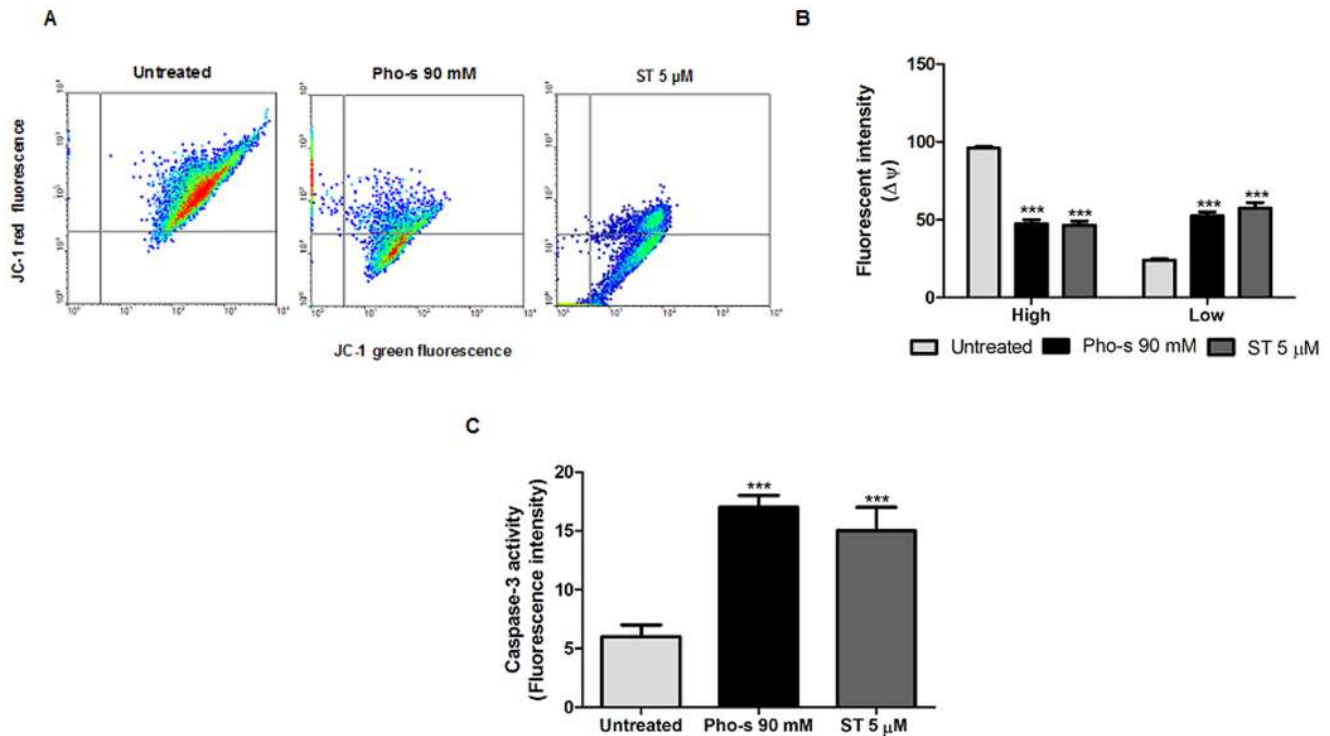 A
Untreated
Pho-s 90 mM
ST 5 µM
JC-1 red fluorescence
JC-1 green fluorescence
B
Fluorescent intensity
(Δψ)
150
100
50
0
*** ***
*** ***
High Low
Untreated Pho-s 90 mM ST 5 µM
C
Caspase-3 activity
(Fluorescence intensity)
20
15
10
5
0
*** ***
Untreated Pho-s 90 mM ST 5 µM